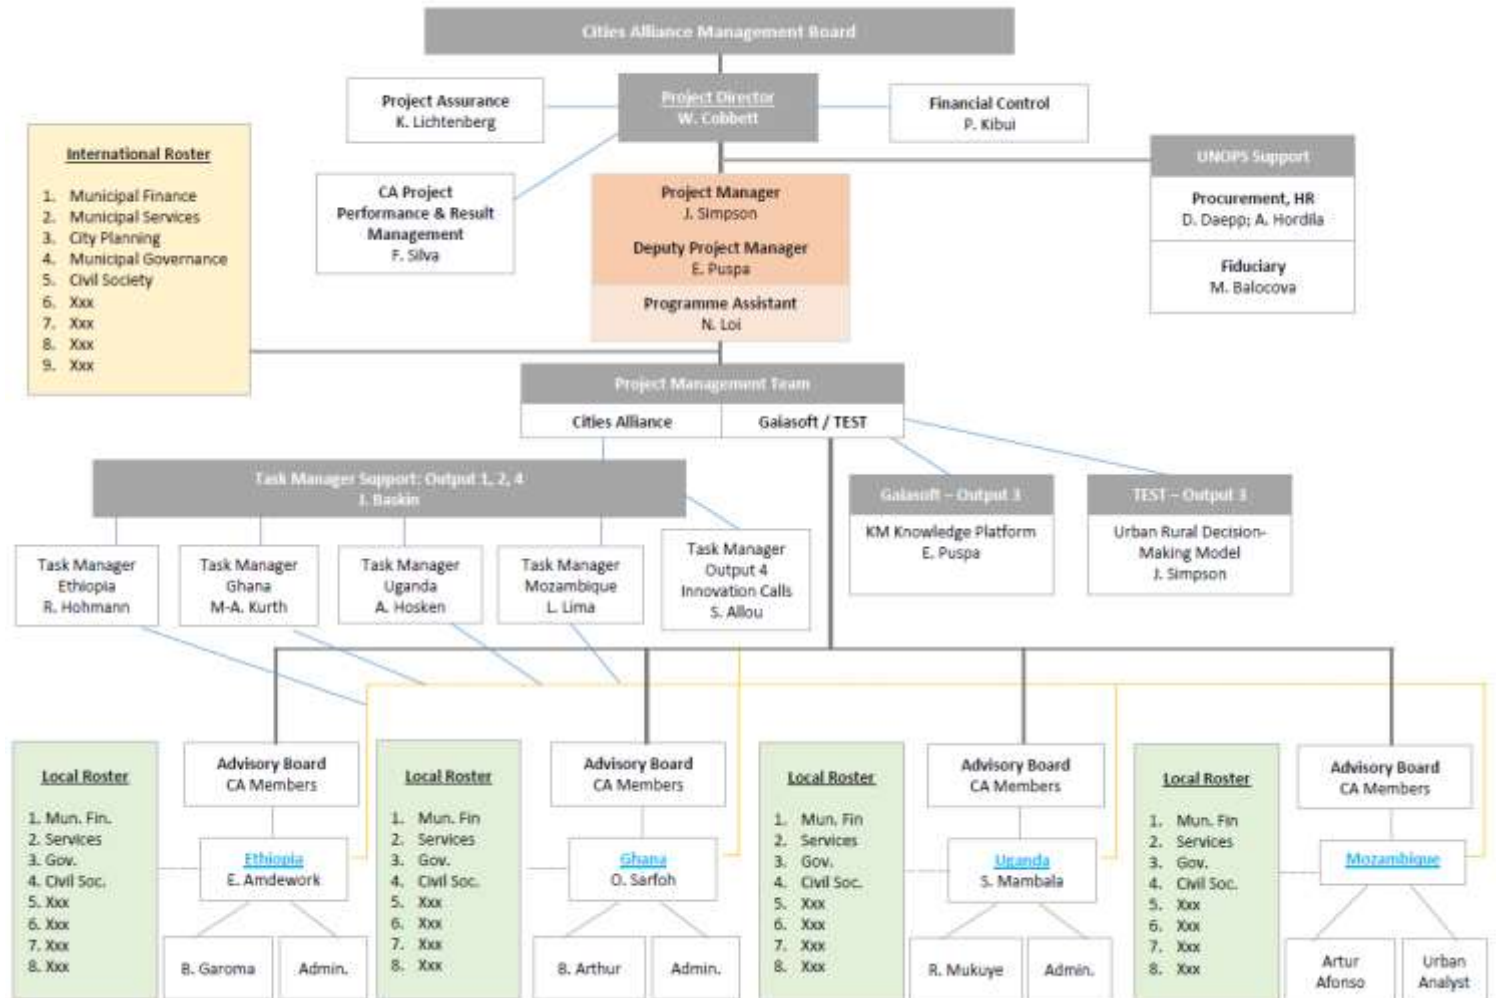 Cities Alliance Management Board
Project Assurance
K. Lichtenberg
Project Director
W. Cobbett
Financial Control
P. Kibui
International Roster
1. Municipal Finance
2. Municipal Services
3. City Planning
4. Municipal Governance
5. Civil Society
6. Xxx
7. Xxx
8. Xxx
9. Xxx
CA Project
Performance & Result
Management
F. Silva
Project Manager
J. Simpson
Deputy Project Manager
E. Puspa
Programme Assistant
N. Loi
UNOPS Support
Procurement, HR
D. Daepp; A. Hordila
Fiduciary
M. Balocova
Project Management Team
Cities Alliance
Gaiasoft / TEST
Task Manager Support: Output 1, 2, 4
J. Baskin
Gaiasoft – Output 3
KM Knowledge Platform
E. Puspa
TEST – Output 3
Urban Rural Decision-
Making Model
J. Simpson
Task Manager
Ethiopia
R. Hohmann
Task Manager
Ghana
M-A. Kurth
Task Manager
Uganda
A. Hosken
Task Manager
Mozambique
L. Lima
Task Manager
Output 4
Innovation Calls
S. Allou
Local Roster
1. Mun. Fin.
2. Services
3. Gov.
4. Civil Soc.
5. Xxx
6. Xxx
7. Xxx
8. Xxx
Advisory Board
CA Members
Ethiopia
E. Amdework
B. Garoma
Admin.
Local Roster
1. Mun. Fin
2. Services
3. Gov.
4. Civil Soc.
5. Xxx
6. Xxx
7. Xxx
8. Xxx
Advisory Board
CA Members
Ghana
O. Sarfoh
B. Arthur
Admin.
Local Roster
1. Mun. Fin
2. Services
3. Gov.
4. Civil Soc.
5. Xxx
6. Xxx
7. Xxx
8. Xxx
Advisory Board
CA Members
Uganda
S. Mambala
R. Mukuye
Admin.
Local Roster
1. Mun. Fin
2. Services
3. Gov.
4. Civil Soc.
5. Xxx
6. Xxx
7. Xxx
8. Xxx
Advisory Board
CA Members
Mozambique
Artur
Afonso
Urban
Analyst